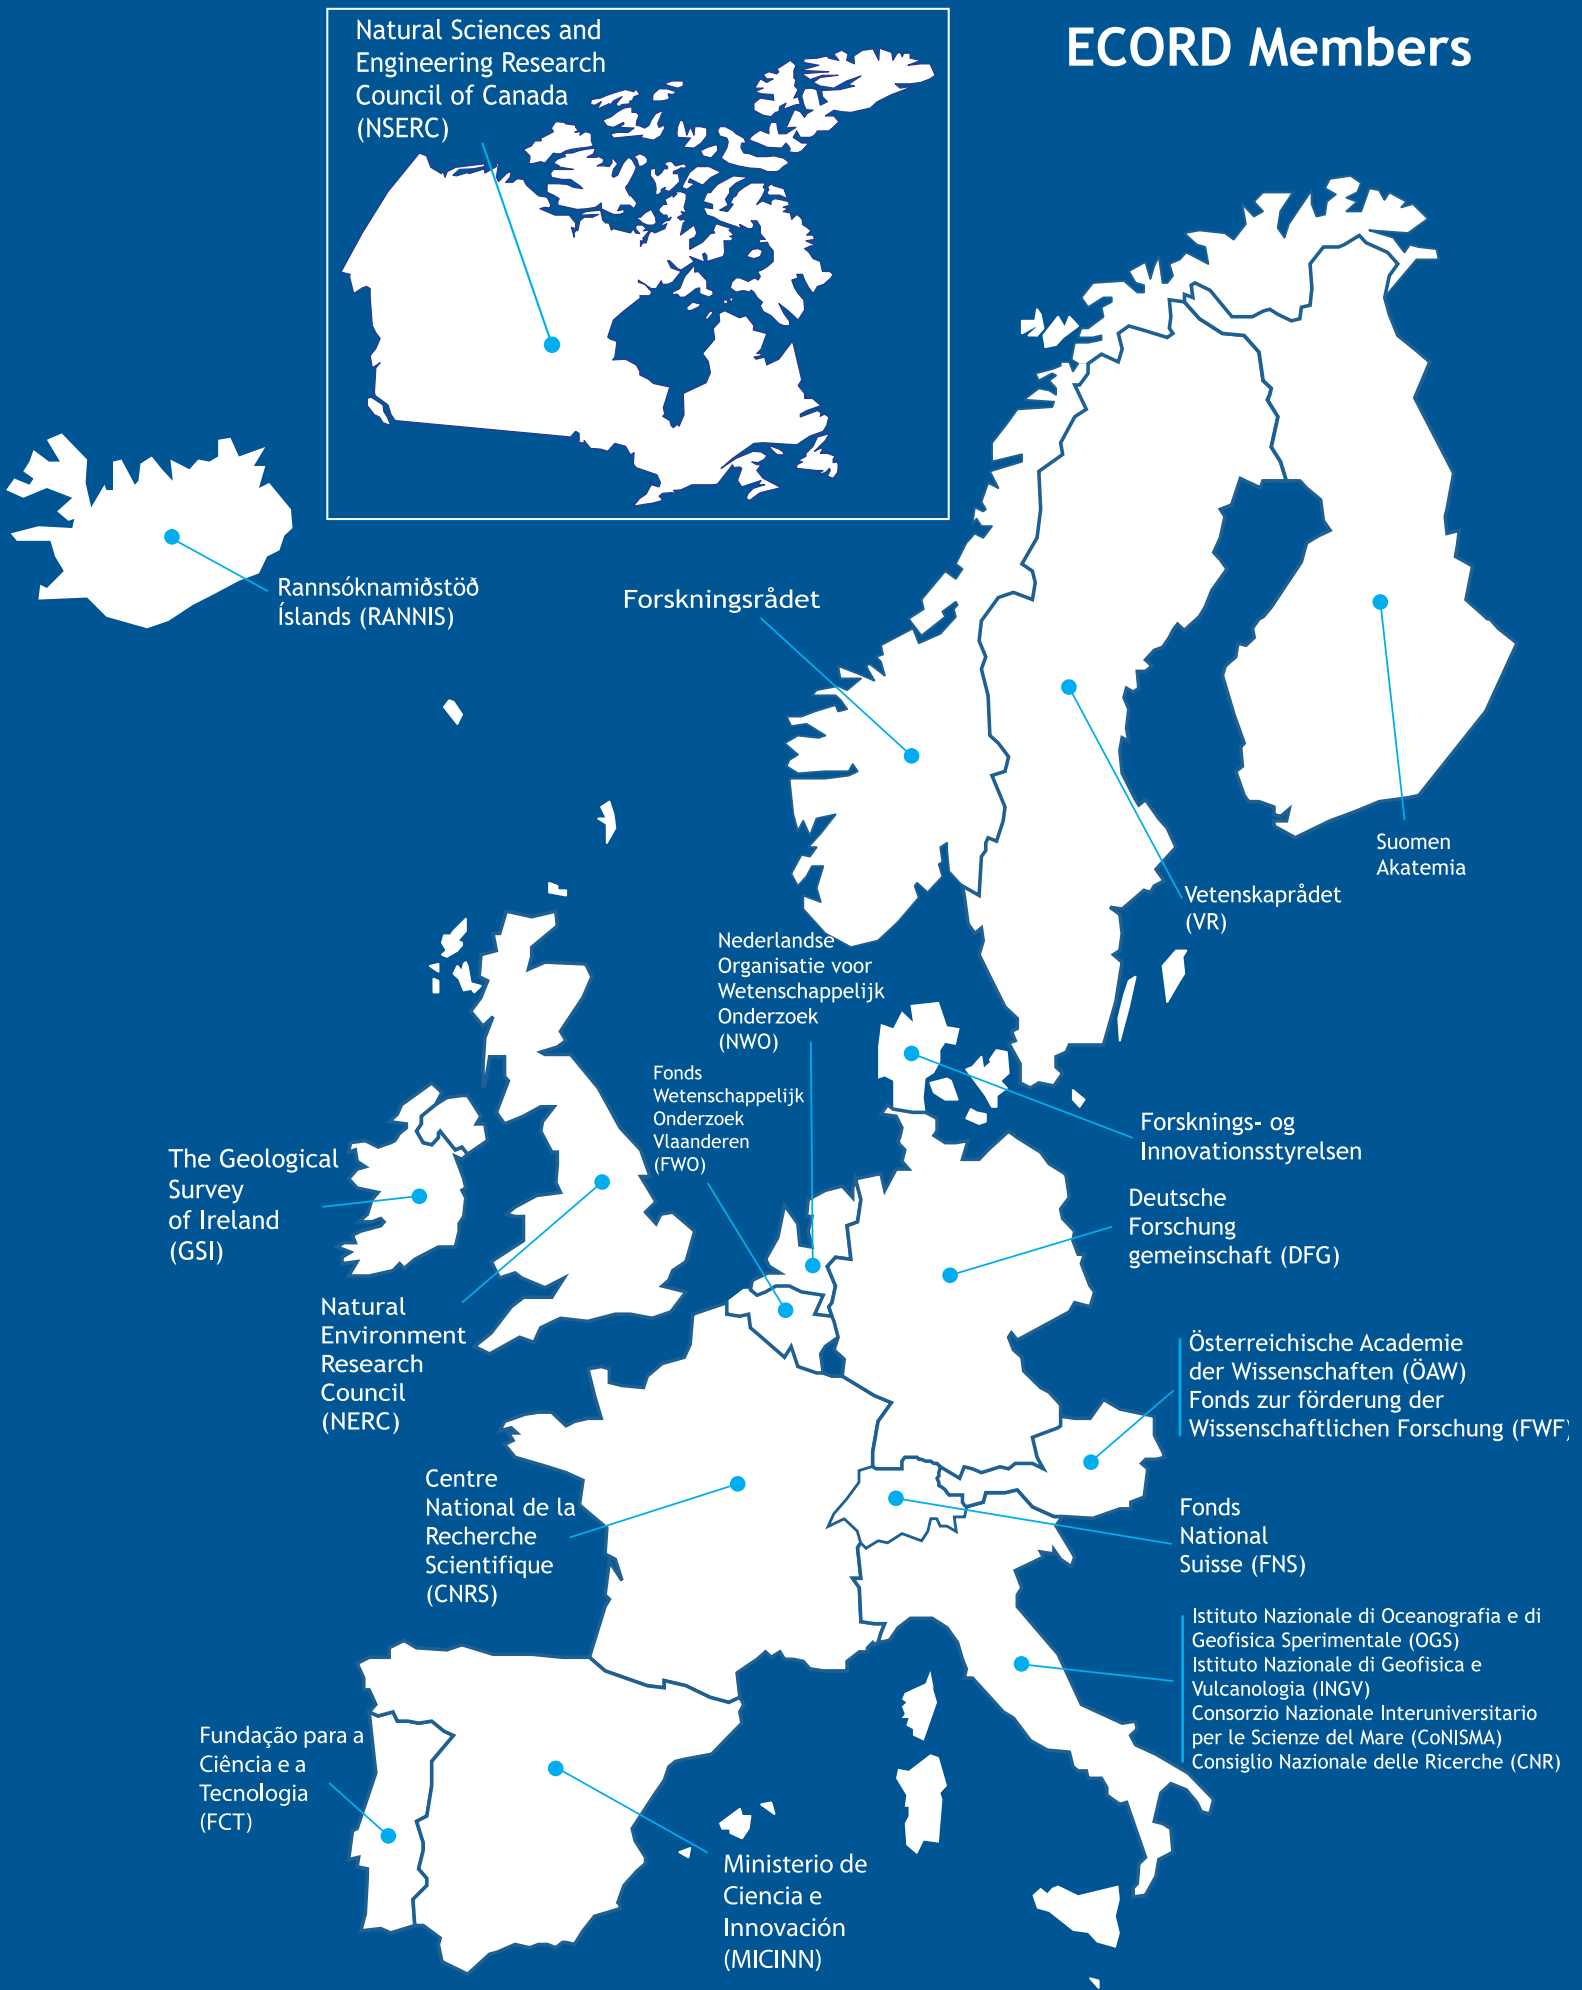 ECORD Members
Natural Sciences and
Engineering Research
Council of Canada
(NSERC)
Rannsóknamiðstöð
Íslands (RANNIS)
Forskningsrådet
Suomen
Akatemia
Vetenskaprådet
(VR)
Nederlandse
Organisatie voor
Wetenschappelijk
Onderzoek
(NWO)
Fonds
Wetenschappelijk
Onderzoek
Vlaanderen
(FWO)
Forsknings- og
Innovationsstyrelsen
The Geological
Survey
of Ireland
(GSI)
Deutsche
Forschung
gemeinschaft (DFG)
Natural
Environment
Research
Council
(NERC)
Österreichische Academie
der Wissenschaften (ÖAW)
Fonds zur förderung der
Wissenschaftlichen Forschung (FWF)
Centre
National de la
Recherche
Scientifique
(CNRS)
Fonds
National
Suisse (FNS)
Istituto Nazionale di Oceanografia e di
Geofisica Sperimentale (OGS)
Istituto Nazionale di Geofisica e
Vulcanologia (INGV)
Consorzio Nazionale Interuniversitario
per le Scienze del Mare (CoNISMA)
Consiglio Nazionale delle Ricerche (CNR)
Fundação para a
Ciência e a
Tecnologia
(FCT)
Ministerio de
Ciencia e
Innovación
(MICINN)